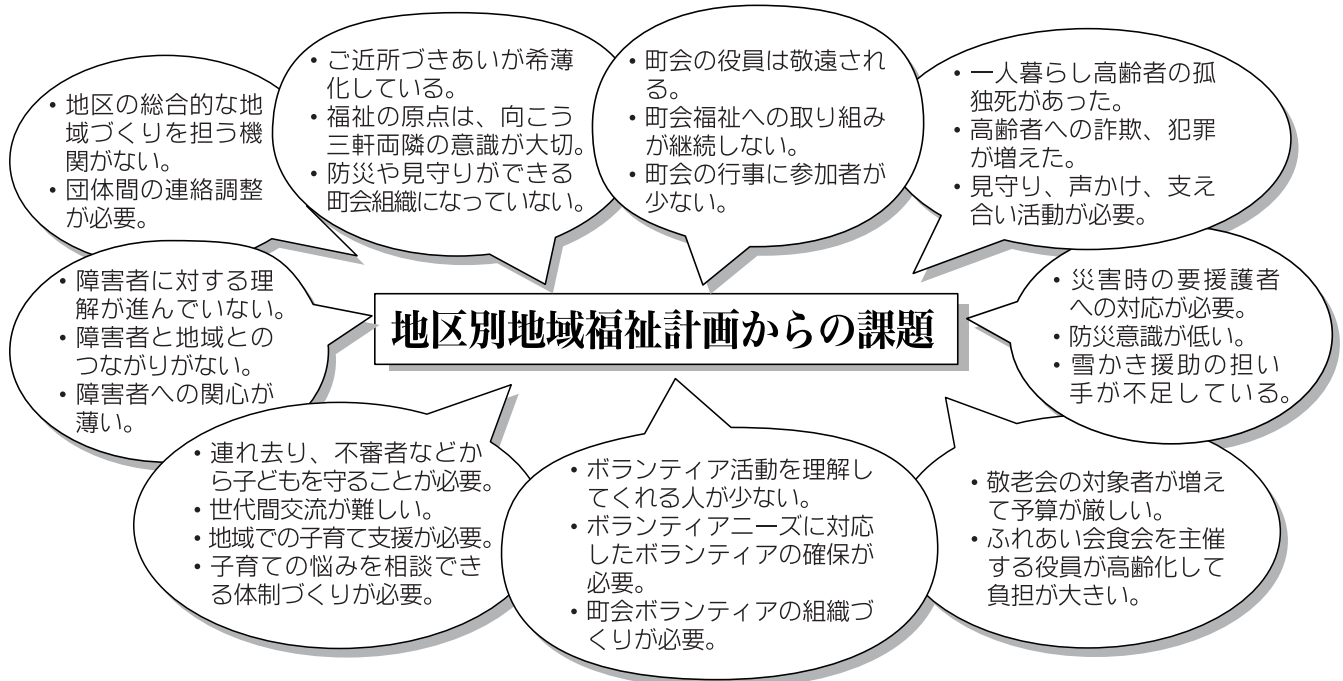 ・地区の総合的な地
域づくりを担う機
関がない。
・団体間の連絡調整
が必要。
・ご近所づきあいが希薄
化している。
・福祉の原点は、向こう
三軒両隣の意識が大切。
・防災や見守りができる
町会組織になっていない。
・町会の役員は敬遠され
る。
・町会福祉への取り組み
が継続しない。
・町会の行事に参加者が
少ない。
・一人暮らし高齢者の孤
独死があった。
・高齢者への詐欺、犯罪
が増えた。
・見守り、声かけ、支え
合い活動が必要。
・障害者に対する理
解が進んでいない。
・障害者と地域との
つながりがない。
・障害者への関心が
薄い。
地区別地域福祉計画からの課題
・災害時の要援護者
への対応が必要。
・防災意識が低い。
・雪かき援助の担い
手が不足している。
・連れ去り、不審者などか
ら子どもを守ることが必要。
・世代間交流が難しい。
・地域での子育て支援が必要。
・子育ての悩みを相談でき
る体制づくりが必要。
・ボランティア活動を理解し
てくれる人が少ない。
・ボランティアニーズに対応
したボランティアの確保が
必要。
・町会ボランティアの組織づ
くりが必要。
・敬老会の対象者が増え
て予算が厳しい。
・ふれあい会食会を主催
する役員が高齢化して
負担が大きい。